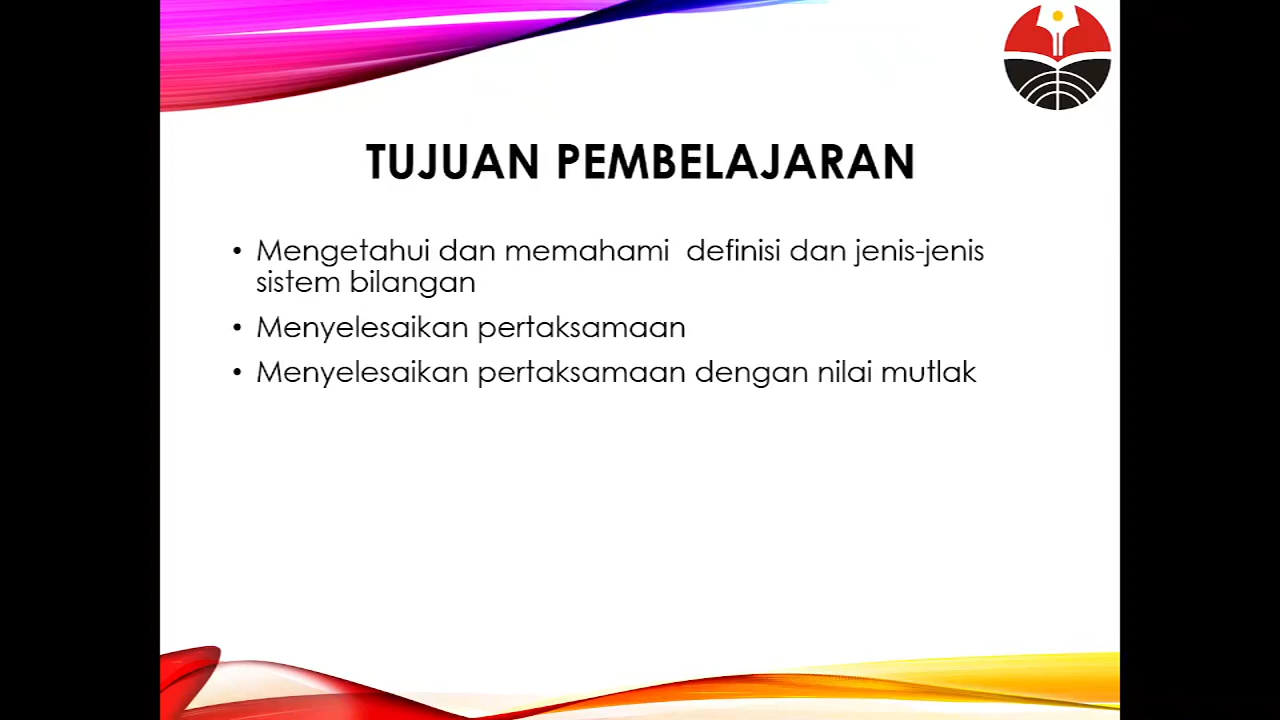 TUJUAN PEMBELAJARAN
• Mengetahui dan memahami definisi dan jenis-jenis
sistem bilangan
• Menyelesaikan pertaksamaan
• Menyelesaikan pertaksamaan dengan nilai mutlak